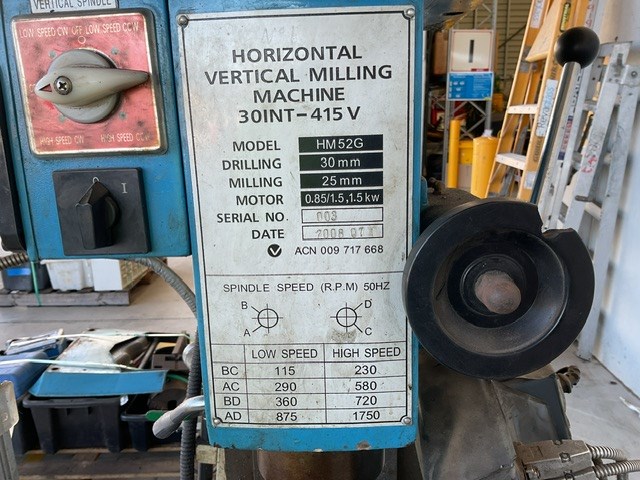 VERTICAL SPINDLE
LOW SPEED CW OFF LOW SPEED CCW
HIGH SPEED CW HIGH SPEED CCW
I
HORIZONTAL
VERTICAL MILLING
MACHINE
30INT-415V
MODEL HM52G
DRILLING 30mm
MILLING 25mm
MOTOR 0.85/1.5,1.5kw
SERIAL NO. 003
DATE 2008
ACN 009 717 668
SPINDLE SPEED (R.P.M) 50HZ
B D
A C
LOW SPEED HIGH SPEED
BC 115 230
AC 290 580
BD 360 720
AD 875 1750